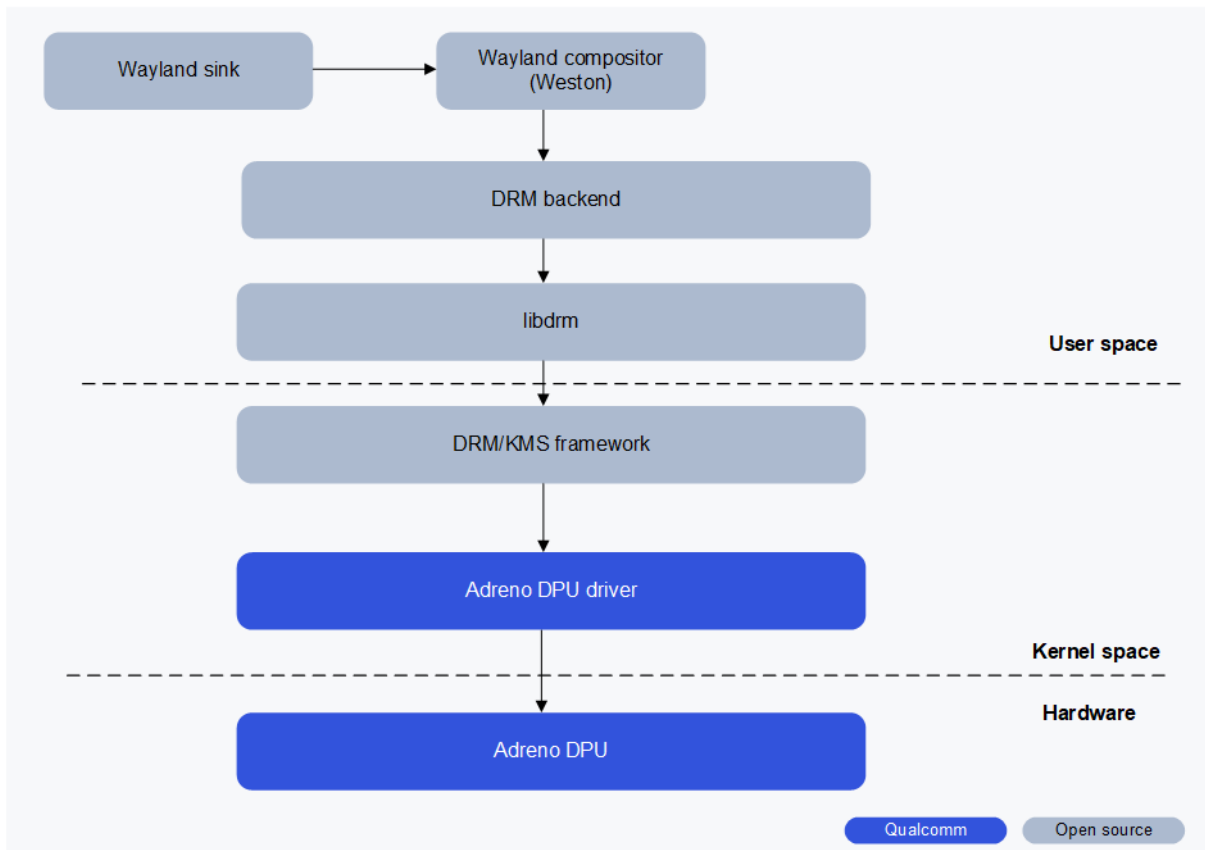 Wayland sink
Wayland compositor
(Weston)
DRM backend
libdrm
User space
DRM/KMS framework
Adreno DPU driver
Kernel space
Hardware
Adreno DPU
Qualcomm
Open source